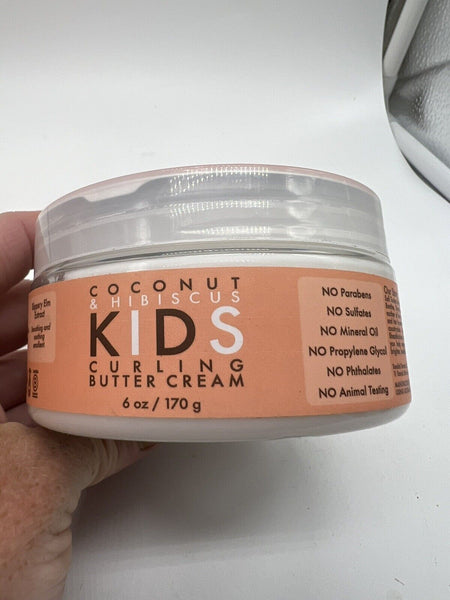 COCONUT
& HIBISCUS
KIDS
CURLING
BUTTER CREAM
6 oz / 170 g
Slippery Elm
Extract
NO Parabens
NO Sulfates
NO Mineral Oil
NO Propylene Glycol
NO Phthalates
NO Animal Testing